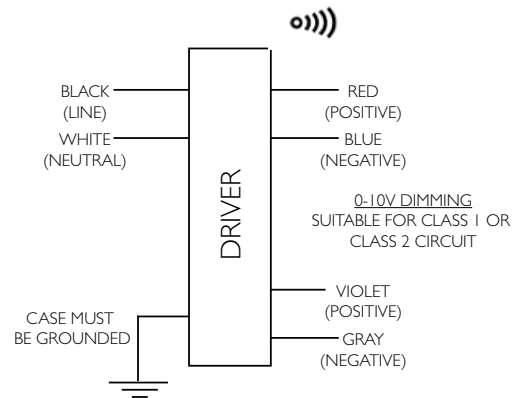 BLACK
(LINE)
WHITE
(NEUTRAL)
CASE MUST
BE GROUNDED
DRIVER
RED
(POSITIVE)
BLUE
(NEGATIVE)
0-10V DIMMING
SUITABLE FOR CLASS 1 OR
CLASS 2 CIRCUIT
VIOLET
(POSITIVE)
GRAY
(NEGATIVE)